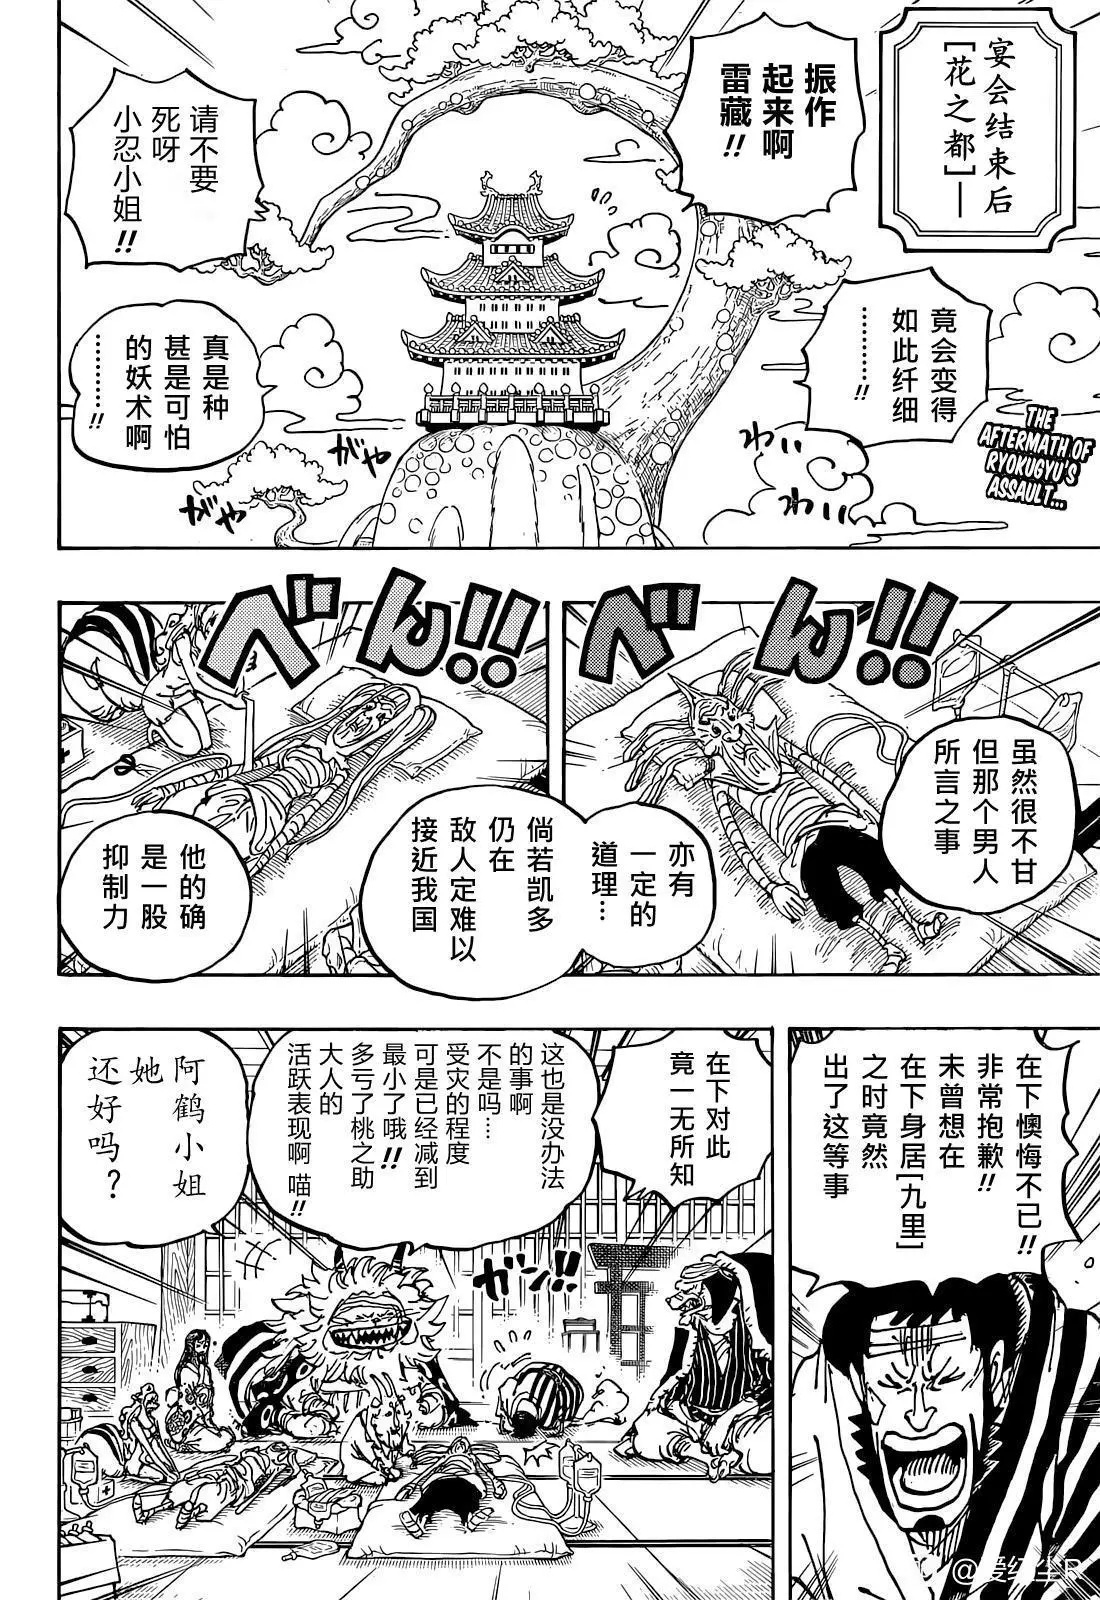 宴会结束后
[花之都]—
振作
起来啊
雷藏!!
请不要
死呀
小忍小姐
!!
竟会变得
如此纤细
………!!
真是种
甚是可怕
的妖术啊
………!!
THE
AFTERMATH OF
RYOKUGYU'S
ASSAULT...
わい
わい
がや
がや
べん!!
虽然很不甘
但那个男人
所言之事
亦有
一定的
道理…
べん!!
倘若凯多
仍在
敌人定难以
接近我国
他的确
是一股
抑制力
在下懊悔不已!!
非常抱歉!!
未曾想在
在下身居[九里]
之时竟然
出了这等事
在下对此
竟一无所知
这也是没办法
的事啊
不是吗…
受灾的程度
可是已经减到
最小了哦!!
多亏了桃之助
大人的
活跃表现啊 喵!!
阿鹤小姐
她
还好吗?
ガーン!!